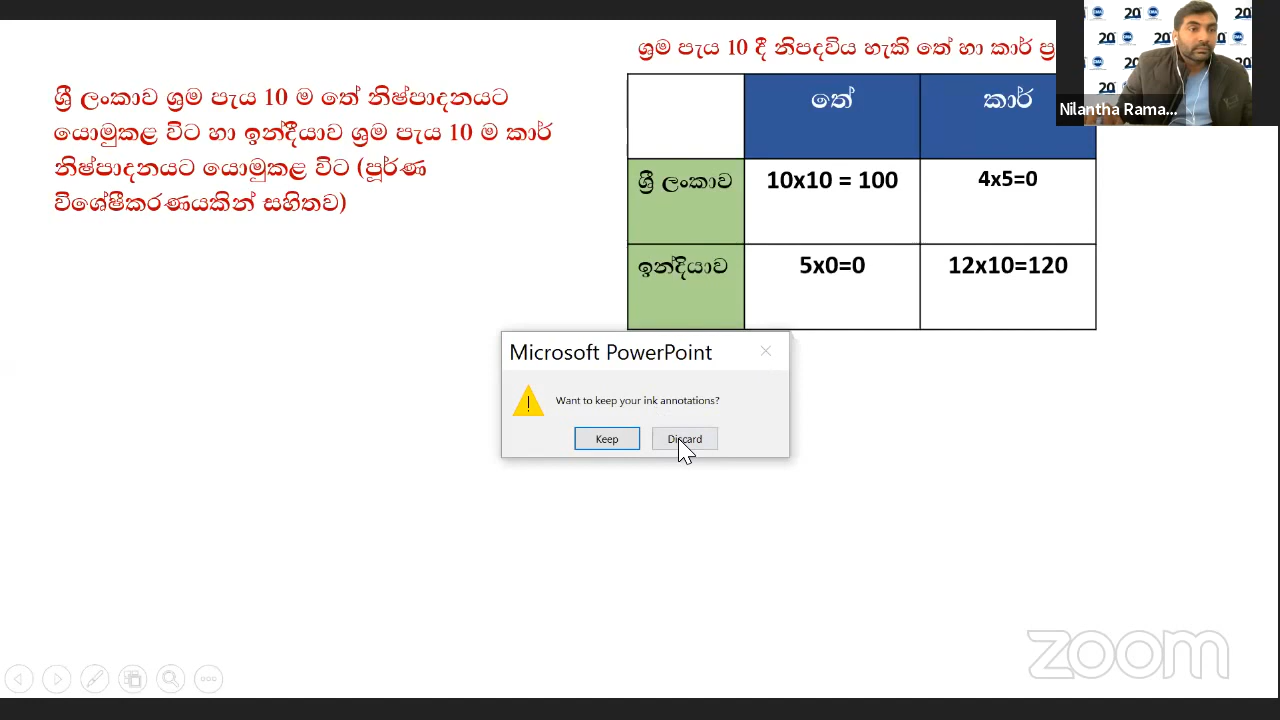 ශ්‍රම පැය 10 දී නිපදවිය හැකි තේ හා කාර්
ශ්‍රී ලංකාව ශ්‍රම පැය 10 ම තේ නිෂ්පාදනයට
යොමුකළ විට හා ඉන්දීයාව ශ්‍රම පැය 10 ම කාර්
නිෂ්පාදනයට යොමුකළ විට (පූර්ණ
විශේෂීකරණයකින් සහිතව)
තේ කාර්
ශ්‍රී ලංකාව 10x10 = 100 4x5=0
ඉන්දියාව 5x0=0 12x10=120
Nilantha Rama...
Microsoft PowerPoint
Want to keep your ink annotations?
Keep Discard
zoom